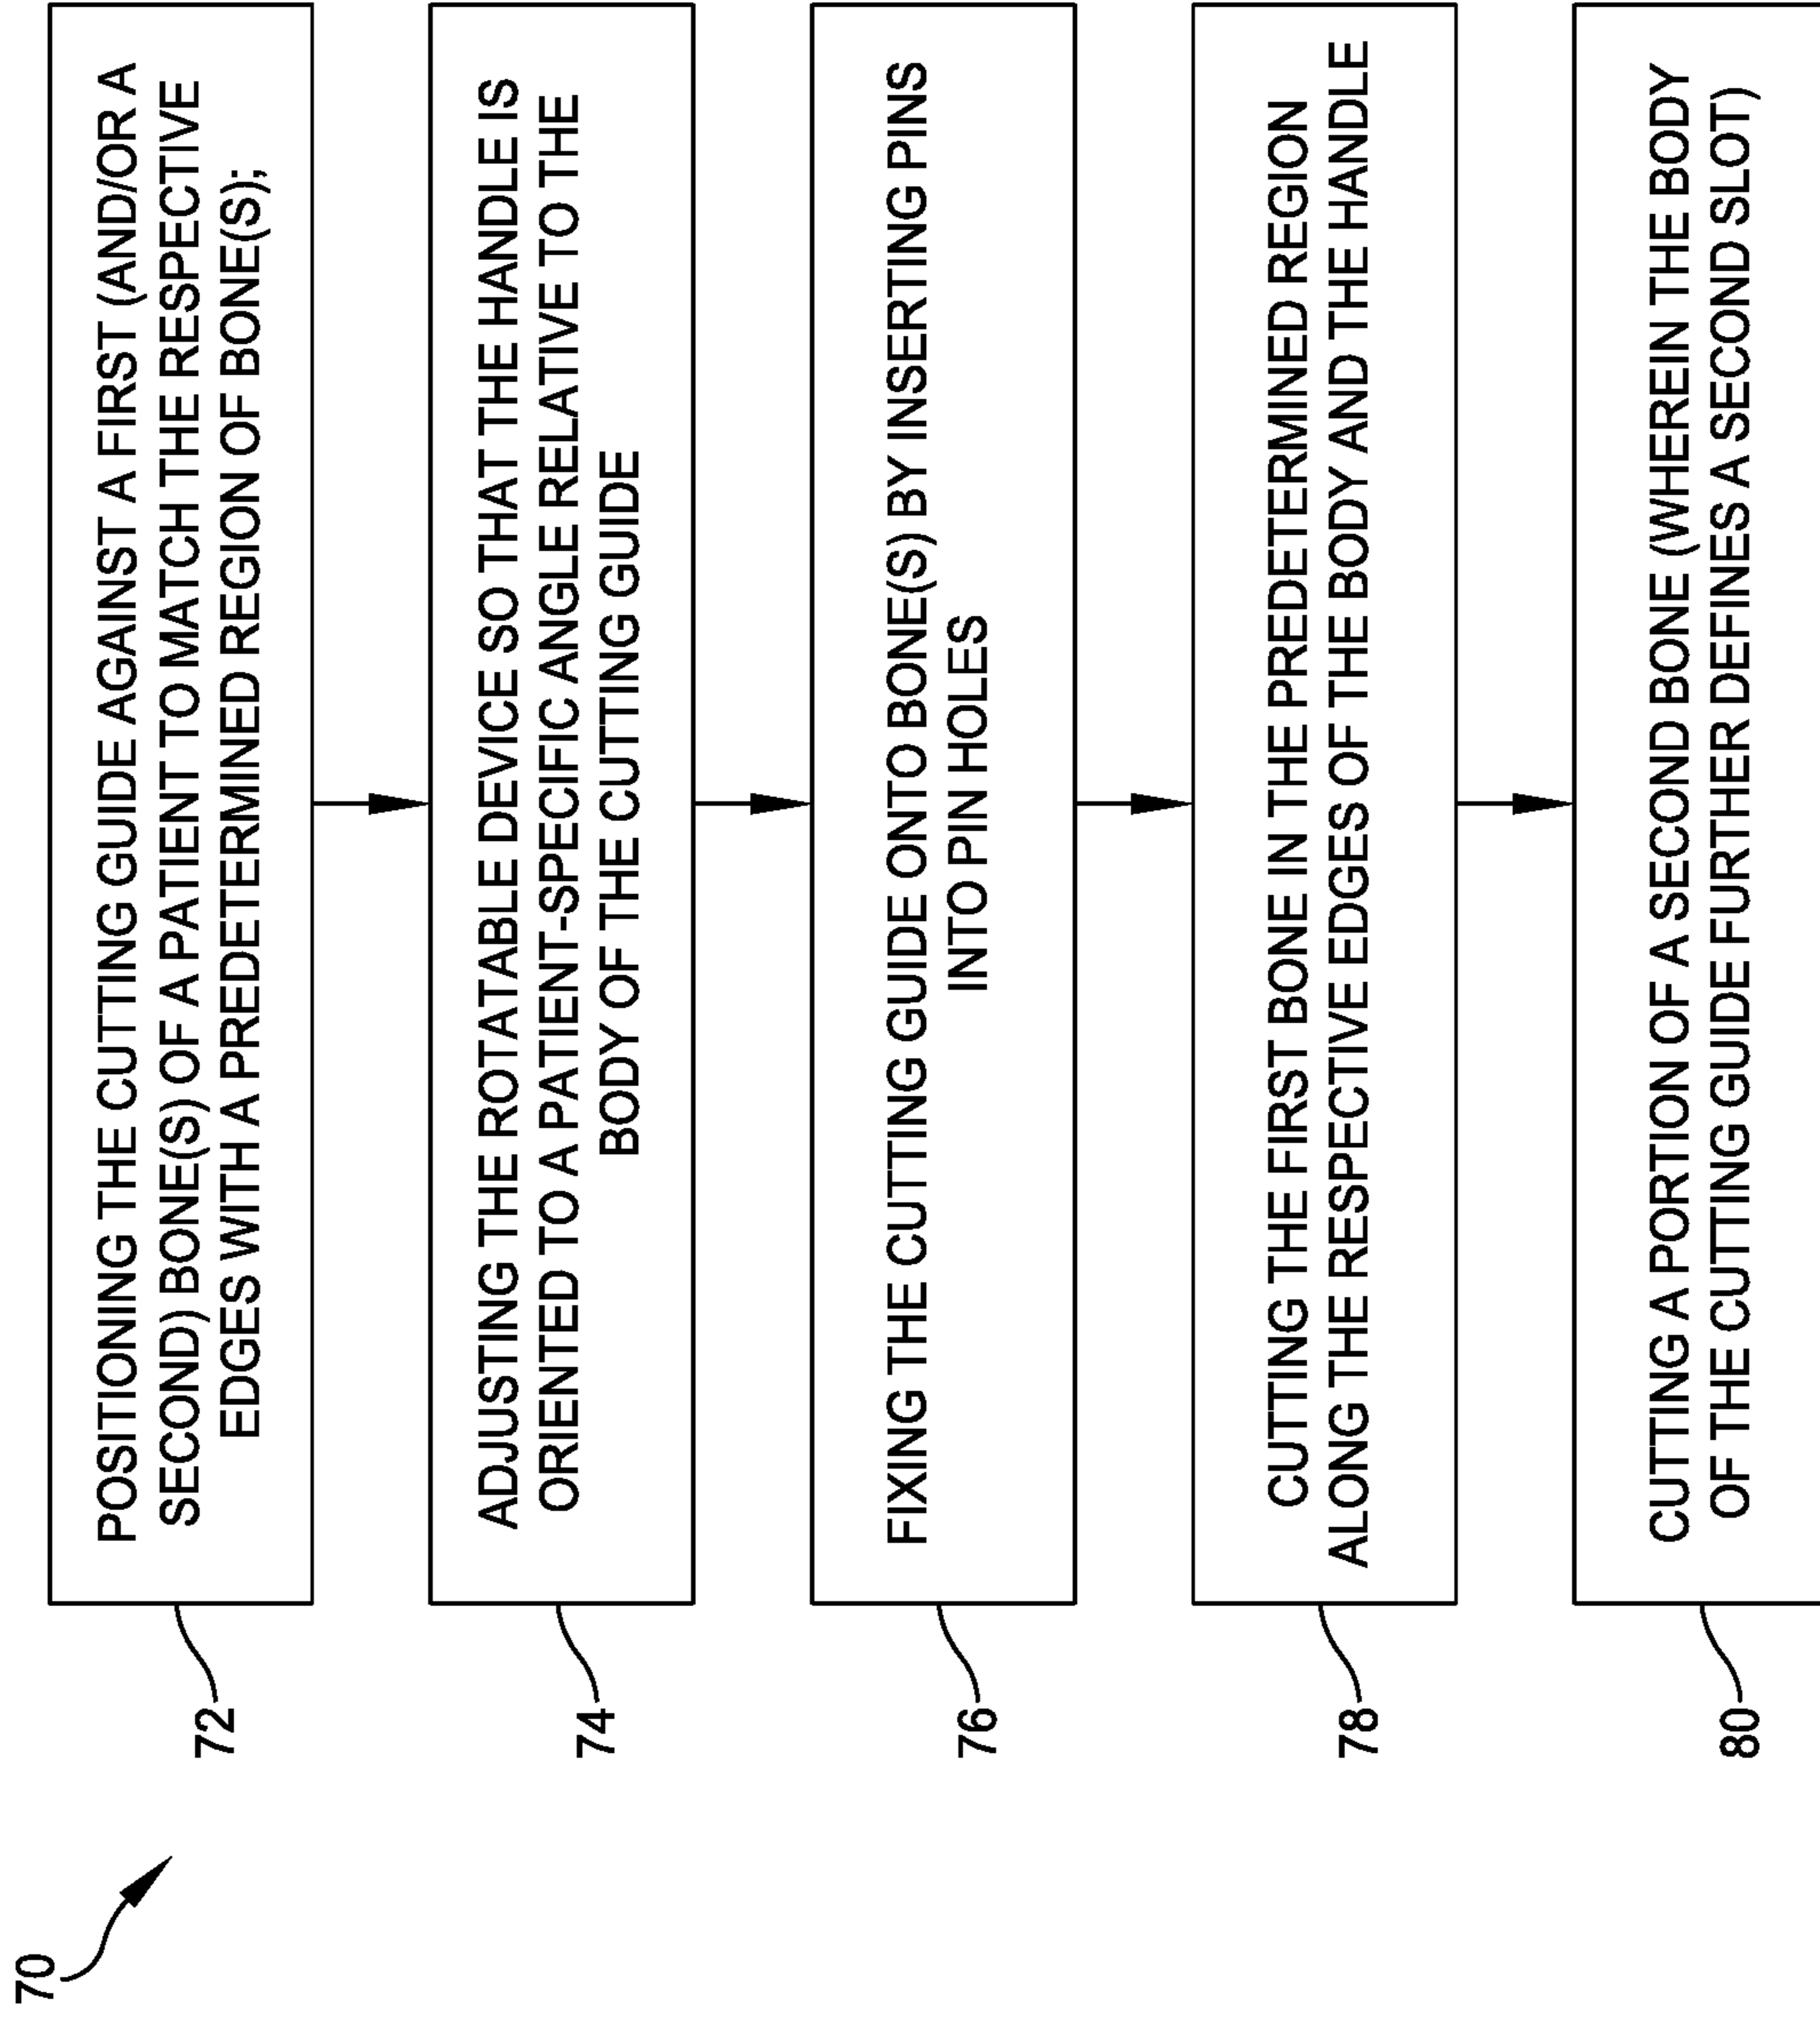 70
72
POSITIONING THE CUTTING GUIDE AGAINST A FIRST (AND/OR A
SECOND) BONE(S) OF A PATIENT TO MATCH THE RESPECTIVE
EDGES WITH A PREDETERMINED REGION OF BONE(S);
74
ADJUSTING THE ROTATABLE DEVICE SO THAT THE HANDLE IS
ORIENTED TO A PATIENT-SPECIFIC ANGLE RELATIVE TO THE
BODY OF THE CUTTING GUIDE
76
FIXING THE CUTTING GUIDE ONTO BONE(S) BY INSERTING PINS
INTO PIN HOLES
78
CUTTING THE FIRST BONE IN THE PREDETERMINED REGION
ALONG THE RESPECTIVE EDGES OF THE BODY AND THE HANDLE
80
CUTTING A PORTION OF A SECOND BONE (WHEREIN THE BODY
OF THE CUTTING GUIDE FURTHER DEFINES A SECOND SLOT)